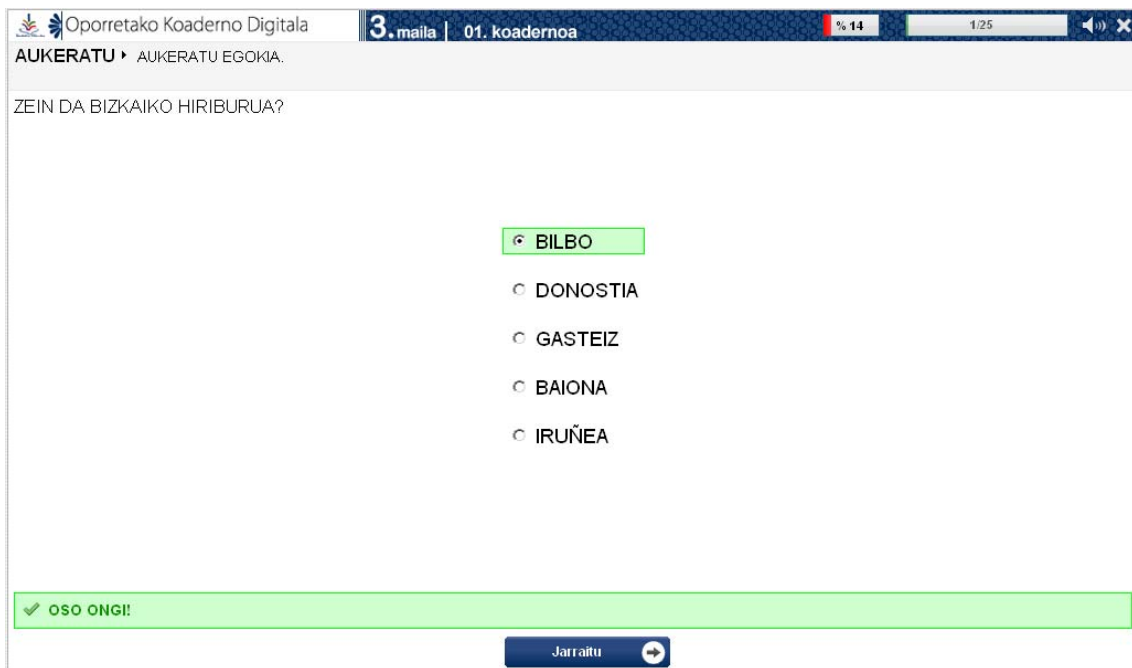 Oporretako Koaderno Digitala
3. maila | 01. koadernoa
% 14
1/25
AUKERATU AUKERATU EGOKIA.
ZEIN DA BIZKAIKO HIRIBURUA?
BILBO
DONOSTIA
GASTEIZ
BAIONA
IRUÑEA
OSO ONGI!
Jarraitu